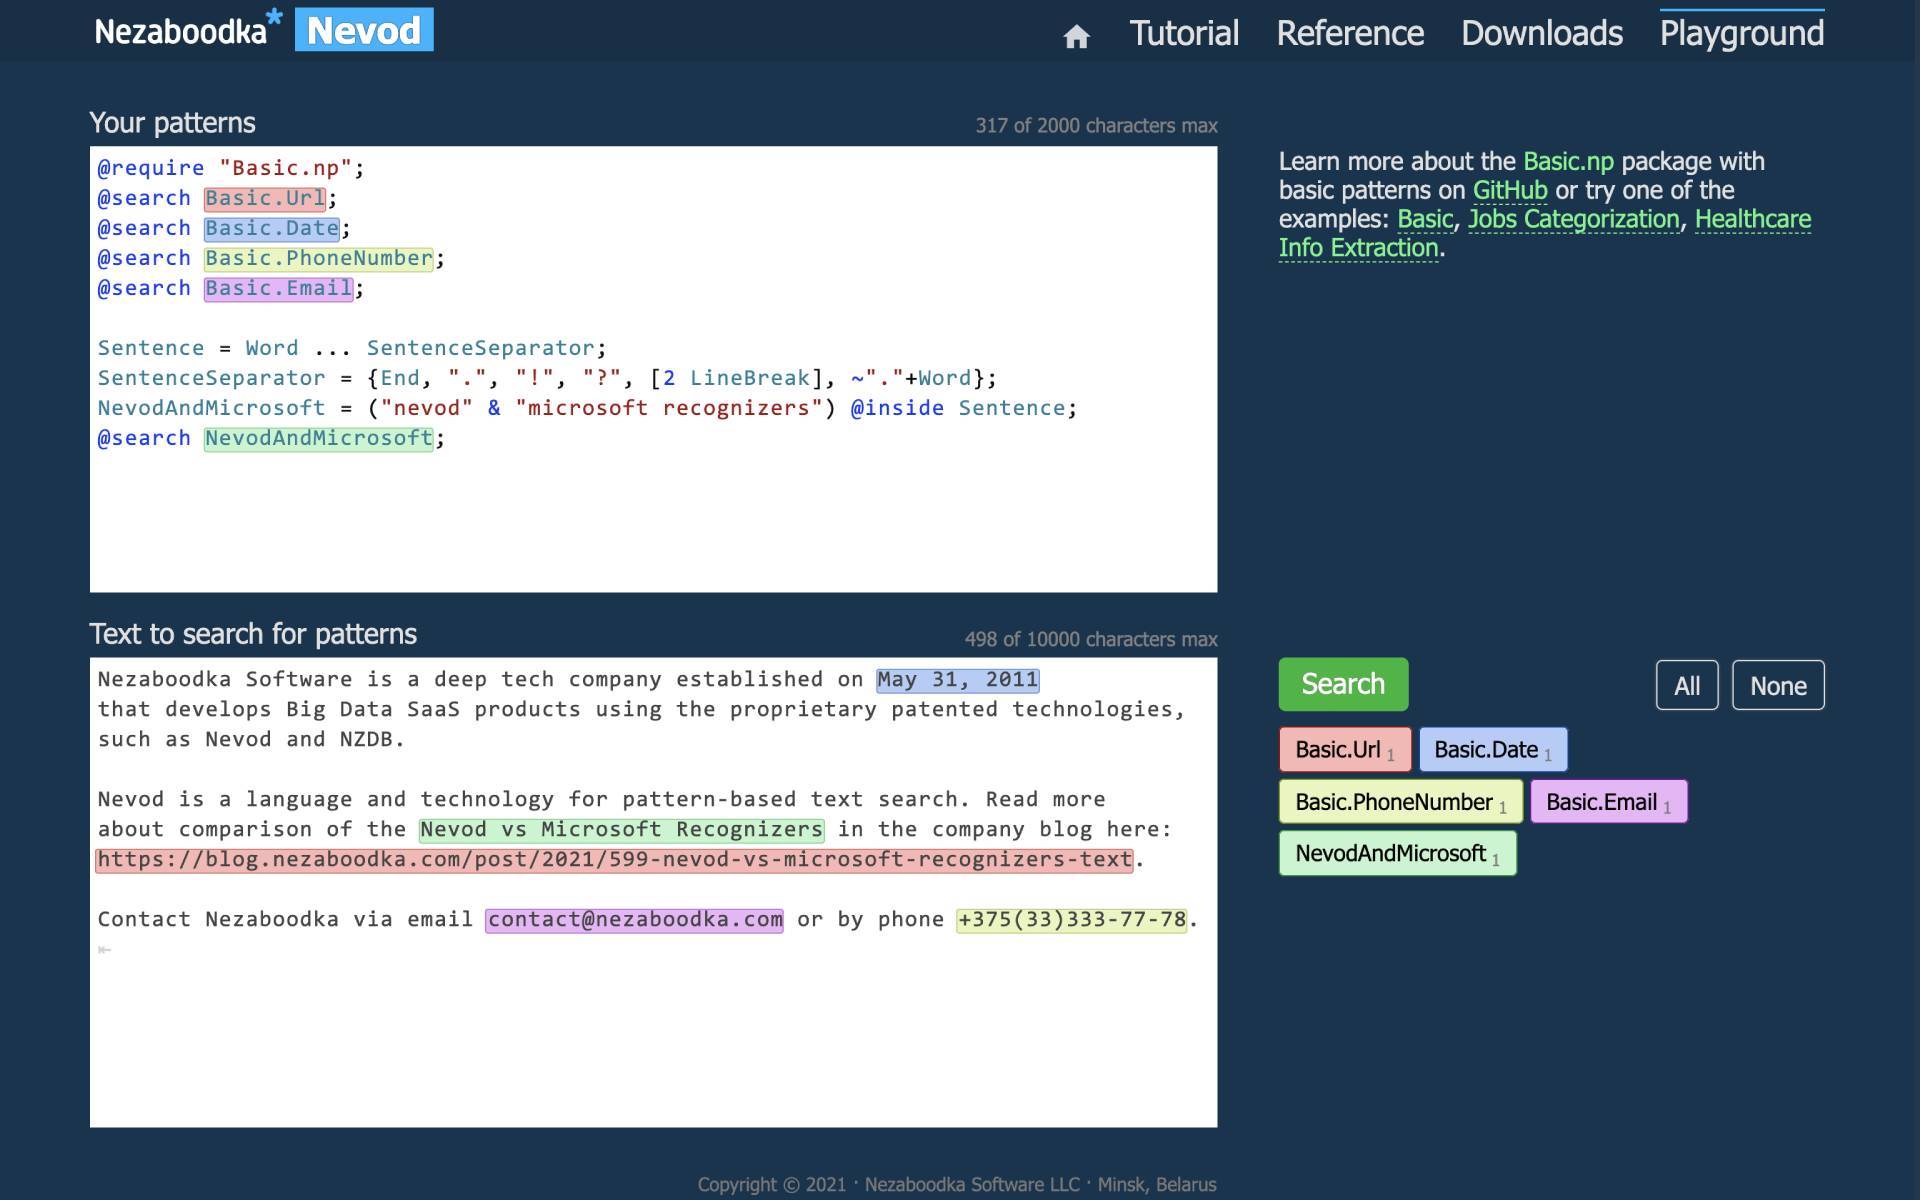 Nezaboodka* Nevod
Tutorial Reference Downloads Playground
Your patterns
317 of 2000 characters max
@require "Basic.np";
@search Basic.Url;
@search Basic.Date;
@search Basic.PhoneNumber;
@search Basic.Email;
Sentence = Word ... SentenceSeparator;
SentenceSeparator = {End, ".", "!", "?", [2 LineBreak], ~"."+Word};
NevodAndMicrosoft = ("nevod" & "microsoft recognizers") @inside Sentence;
@search NevodAndMicrosoft;
Learn more about the Basic.np package with
basic patterns on GitHub or try one of the
examples: Basic, Jobs Categorization, Healthcare
Info Extraction.
Text to search for patterns
498 of 10000 characters max
Nezaboodka Software is a deep tech company established on May 31, 2011
that develops Big Data SaaS products using the proprietary patented technologies,
such as Nevod and NZDB.
Nevod is a language and technology for pattern-based text search. Read more
about comparison of the Nevod vs Microsoft Recognizers in the company blog here:
https://blog.nezaboodka.com/post/2021/599-nevod-vs-microsoft-recognizers-text.
Contact Nezaboodka via email contact@nezaboodka.com or by phone +375(33)333-77-78.
Search
All
None
Basic.Url 1 Basic.Date 1
Basic.PhoneNumber 1 Basic.Email 1
NevodAndMicrosoft 1
Copyright © 2021 · Nezaboodka Software LLC · Minsk, Belarus